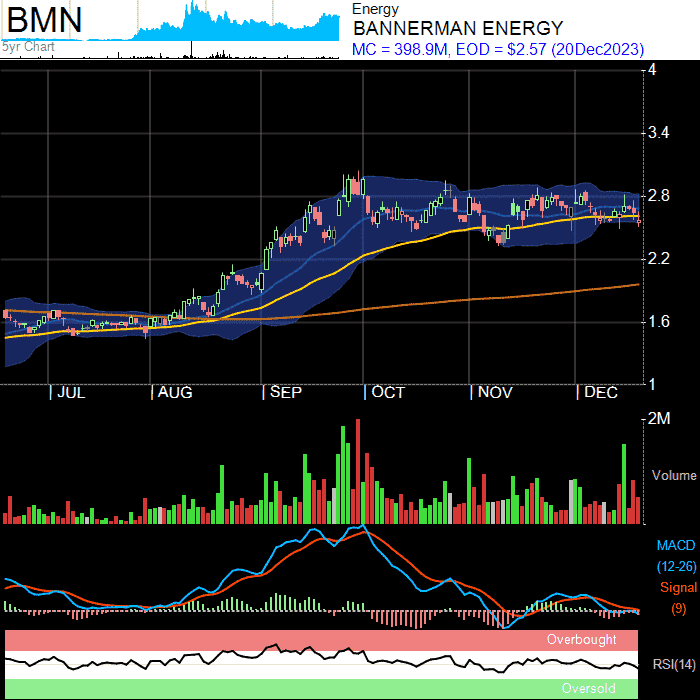 BMN
5yr Chart
Energy
BANNERMAN ENERGY
MC = 398.9M, EOD = $2.57 (20Dec2023)
4
3.4
2.8
2.2
1.6
1
| JUL | AUG | SEP | OCT | NOV | DEC
2M
Volume
MACD
(12-26)
Signal
(9)
Overbought
RSI(14)
Oversold